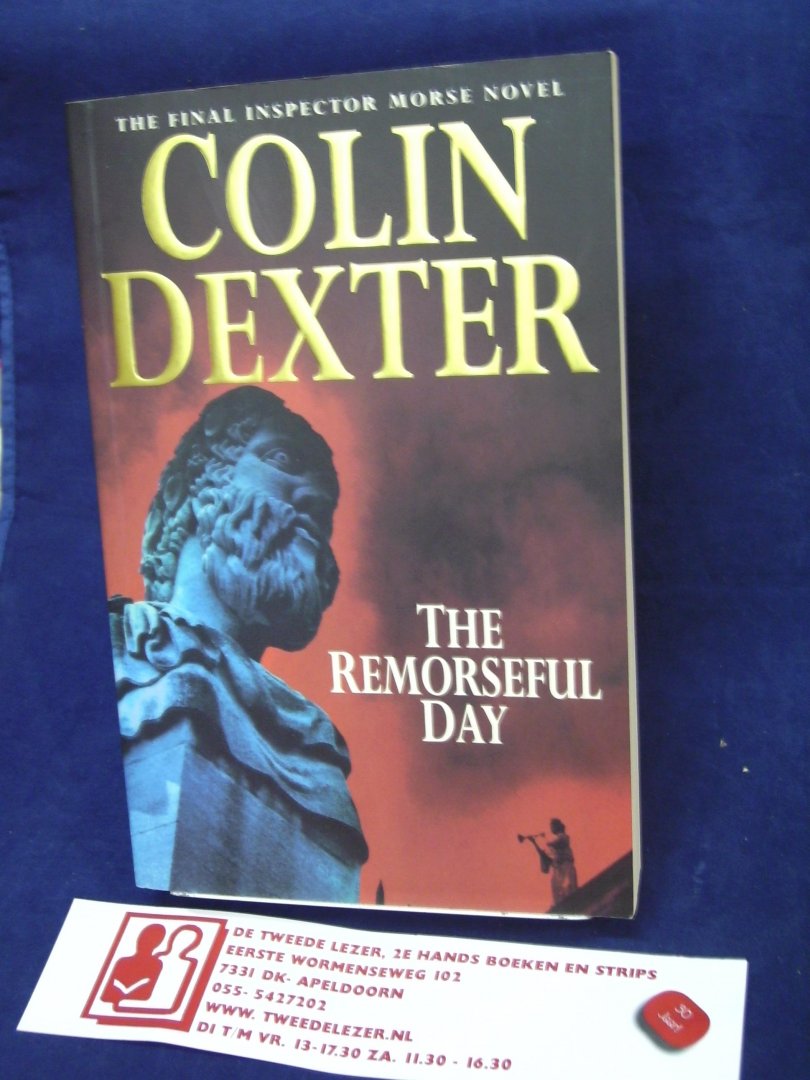 THE FINAL INSPECTOR MORSE NOVEL
COLIN
DEXTER
THE
REMORSEFUL
DAY
DE TWEEDE LEZER, 2E HANDS BOEKEN EN STRIPS
EERSTE WORMENSEWEG 102
7331 DK- APELDOORN
055- 5427202
WWW. TWEEDELEZER.NL
DI T/M VR. 13-17.30 ZA. 11.30 - 16.30
30
Jaar!